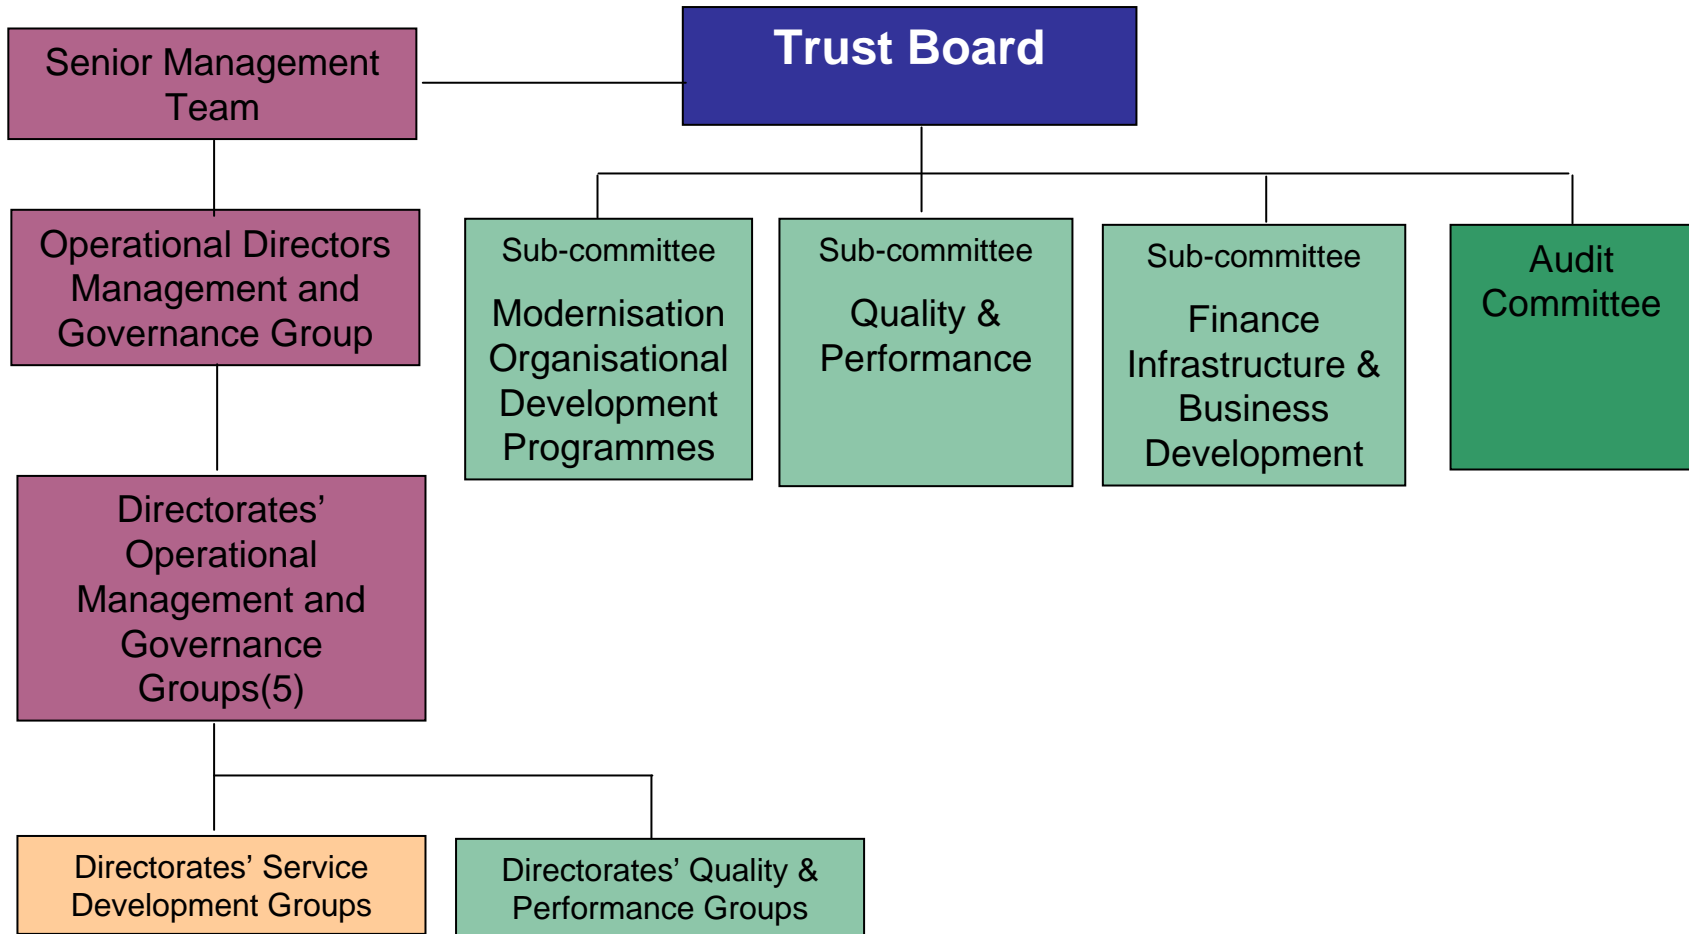 Senior Management
Team
Trust Board
Operational Directors
Management and
Governance Group
Sub-committee
Modernisation
Organisational
Development
Programmes
Sub-committee
Quality &
Performance
Sub-committee
Finance
Infrastructure &
Business
Development
Audit
Committee
Directorates’
Operational
Management and
Governance
Groups(5)
Directorates’ Service
Development Groups
Directorates’ Quality &
Performance Groups